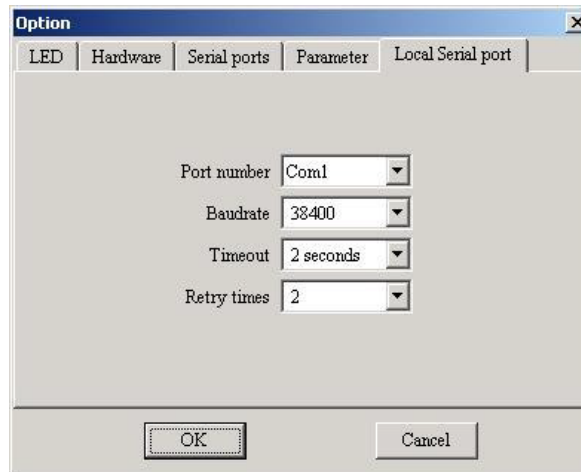 Option
LED Hardware Serial ports Parameter Local Serial port
Port number Com1
Baudrate 38400
Timeout 2 seconds
Retry times 2
OK Cancel